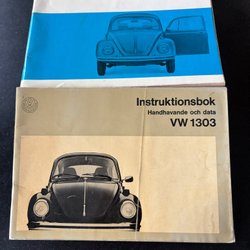 Instruktionsbok
Handhavande och data
VW 1303